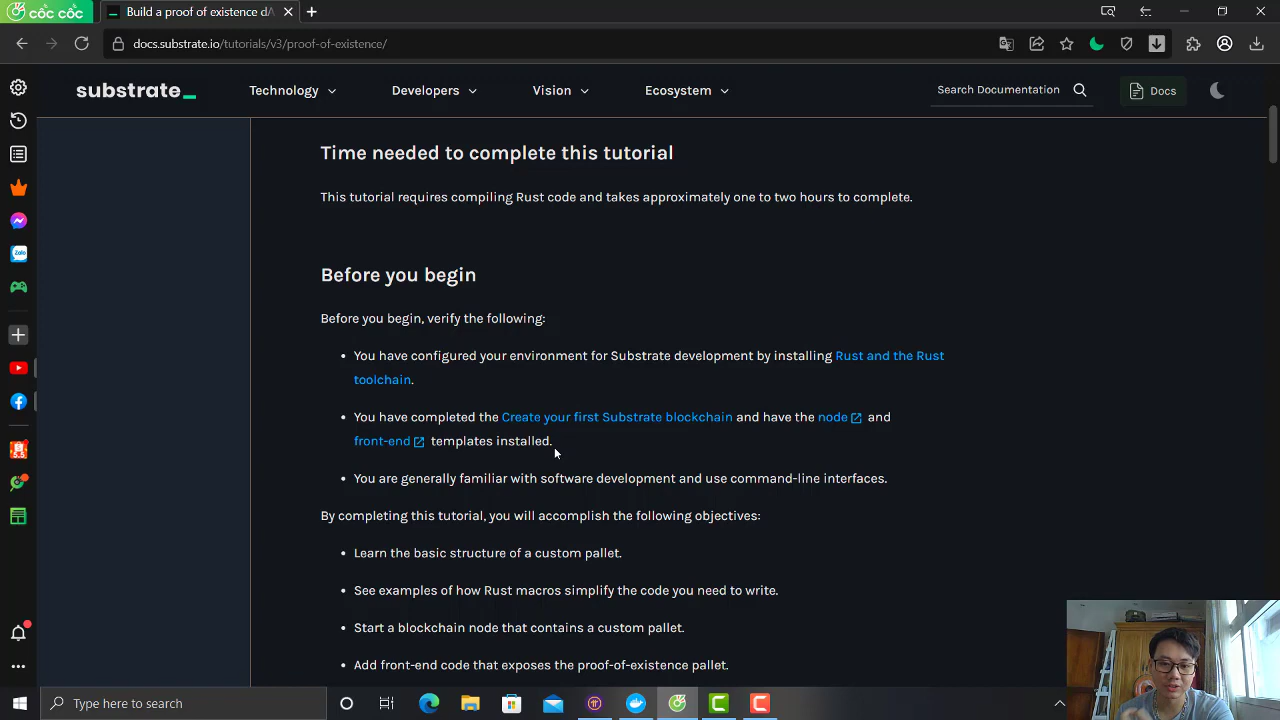 cốc cốc
Build a proof of existence dA
docs.substrate.io/tutorials/v3/proof-of-existence/
substrate_
Technology
Developers
Vision
Ecosystem
Search Documentation
Docs
Time needed to complete this tutorial
This tutorial requires compiling Rust code and takes approximately one to two hours to complete.
Before you begin
Before you begin, verify the following:
• You have configured your environment for Substrate development by installing Rust and the Rust
toolchain.
• You have completed the Create your first Substrate blockchain and have the node and
front-end templates installed.
• You are generally familiar with software development and use command-line interfaces.
By completing this tutorial, you will accomplish the following objectives:
• Learn the basic structure of a custom pallet.
• See examples of how Rust macros simplify the code you need to write.
• Start a blockchain node that contains a custom pallet.
• Add front-end code that exposes the proof-of-existence pallet.
Zalo
5.5
Type here to search